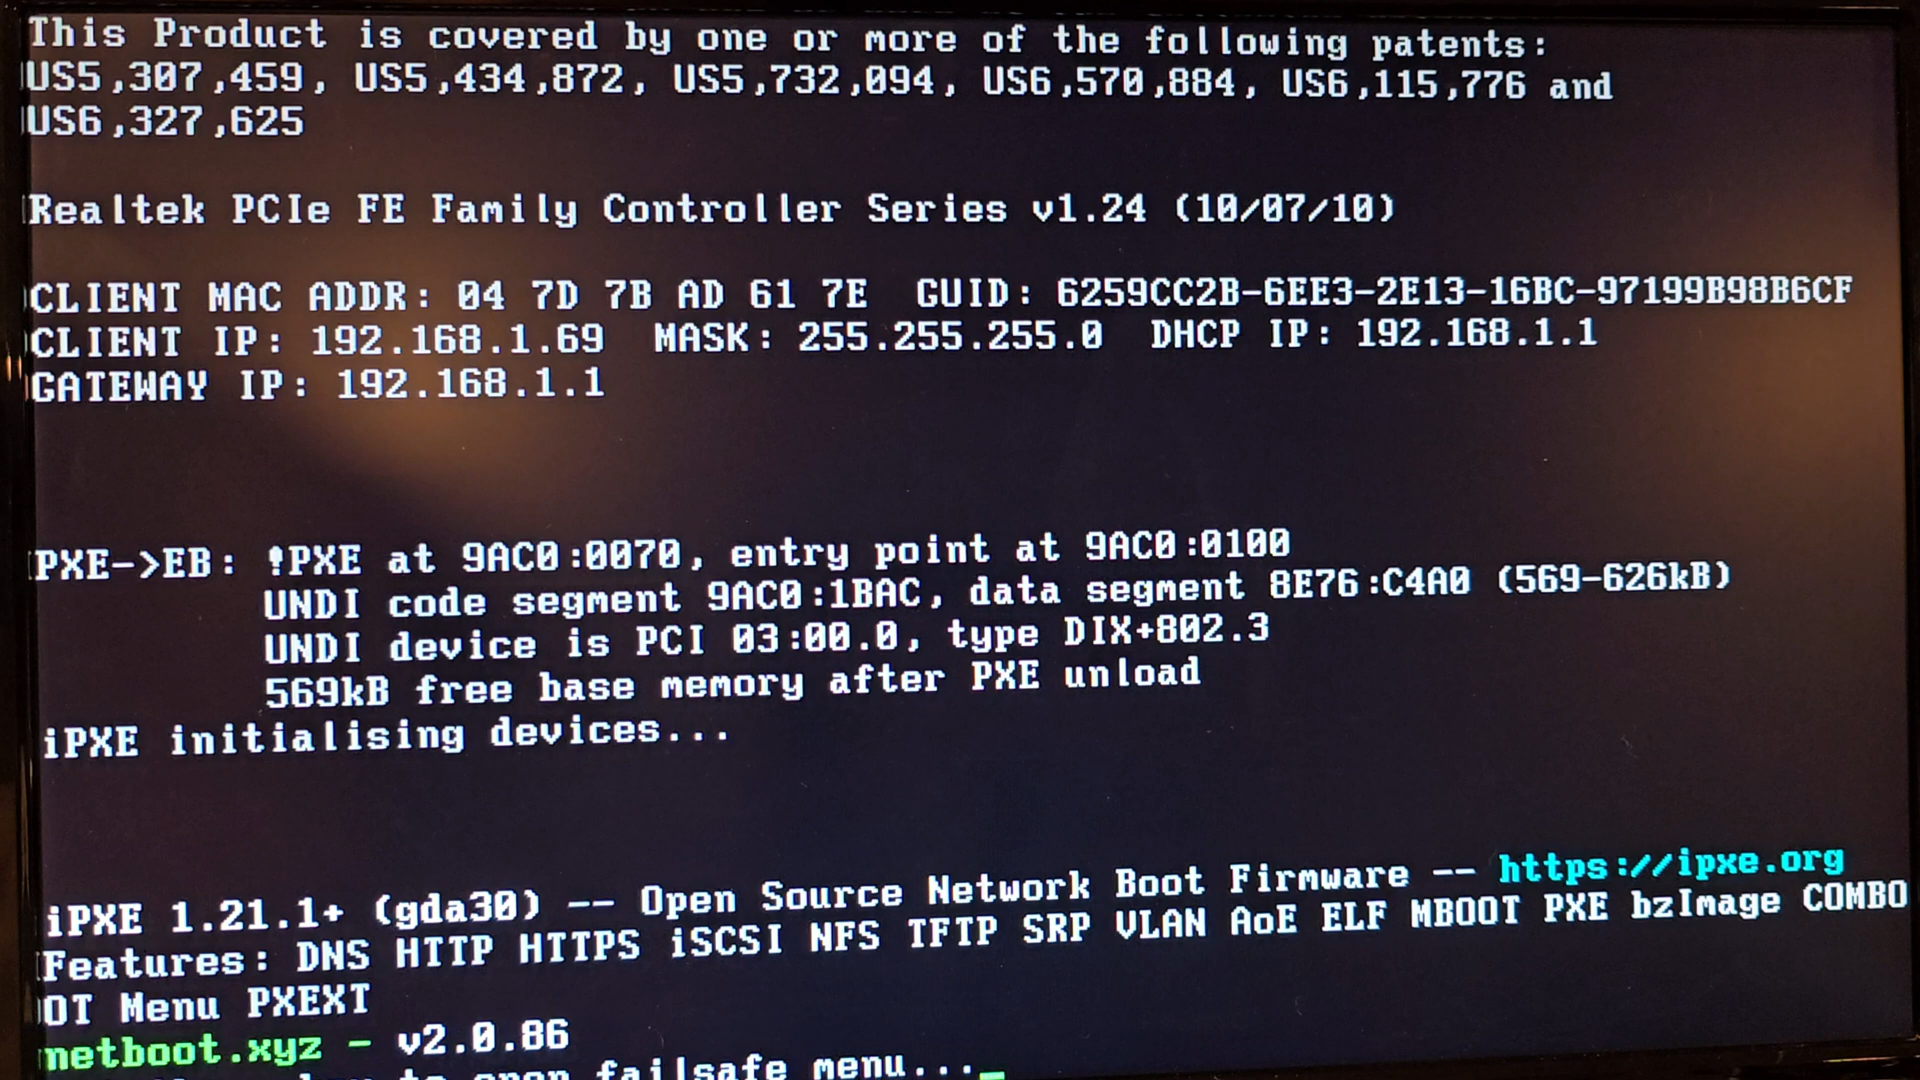 This Product is covered by one or more of the following patents:
US5,307,459, US5,434,872, US5,732,094, US6,570,884, US6,115,776 and
US6,327,625
Realtek PCIe FE Family Controller Series v1.24 (10/07/10)
CLIENT MAC ADDR: 04 7D 7B AD 61 7E  GUID: 6259CC2B-6EE3-2E13-16BC-97199B98B6CF
CLIENT IP: 192.168.1.69  MASK: 255.255.255.0  DHCP IP: 192.168.1.1
GATEWAY IP: 192.168.1.1
PXE->EB: !PXE at 9AC0:0070, entry point at 9AC0:0100
UNDI code segment 9AC0:1BAC, data segment 8E76:C4A0 (569-626kB)
UNDI device is PCI 03:00.0, type DIX+802.3
569kB free base memory after PXE unload
iPXE initialising devices...
iPXE 1.21.1+ (gda30) -- Open Source Network Boot Firmware -- https://ipxe.org
Features: DNS HTTP HTTPS iSCSI NFS TFTP SRP VLAN AoE ELF MBOOT PXE bzImage COMBO
OT Menu PXEXT
netboot.xyz - v2.0.86
to open failsafe menu...